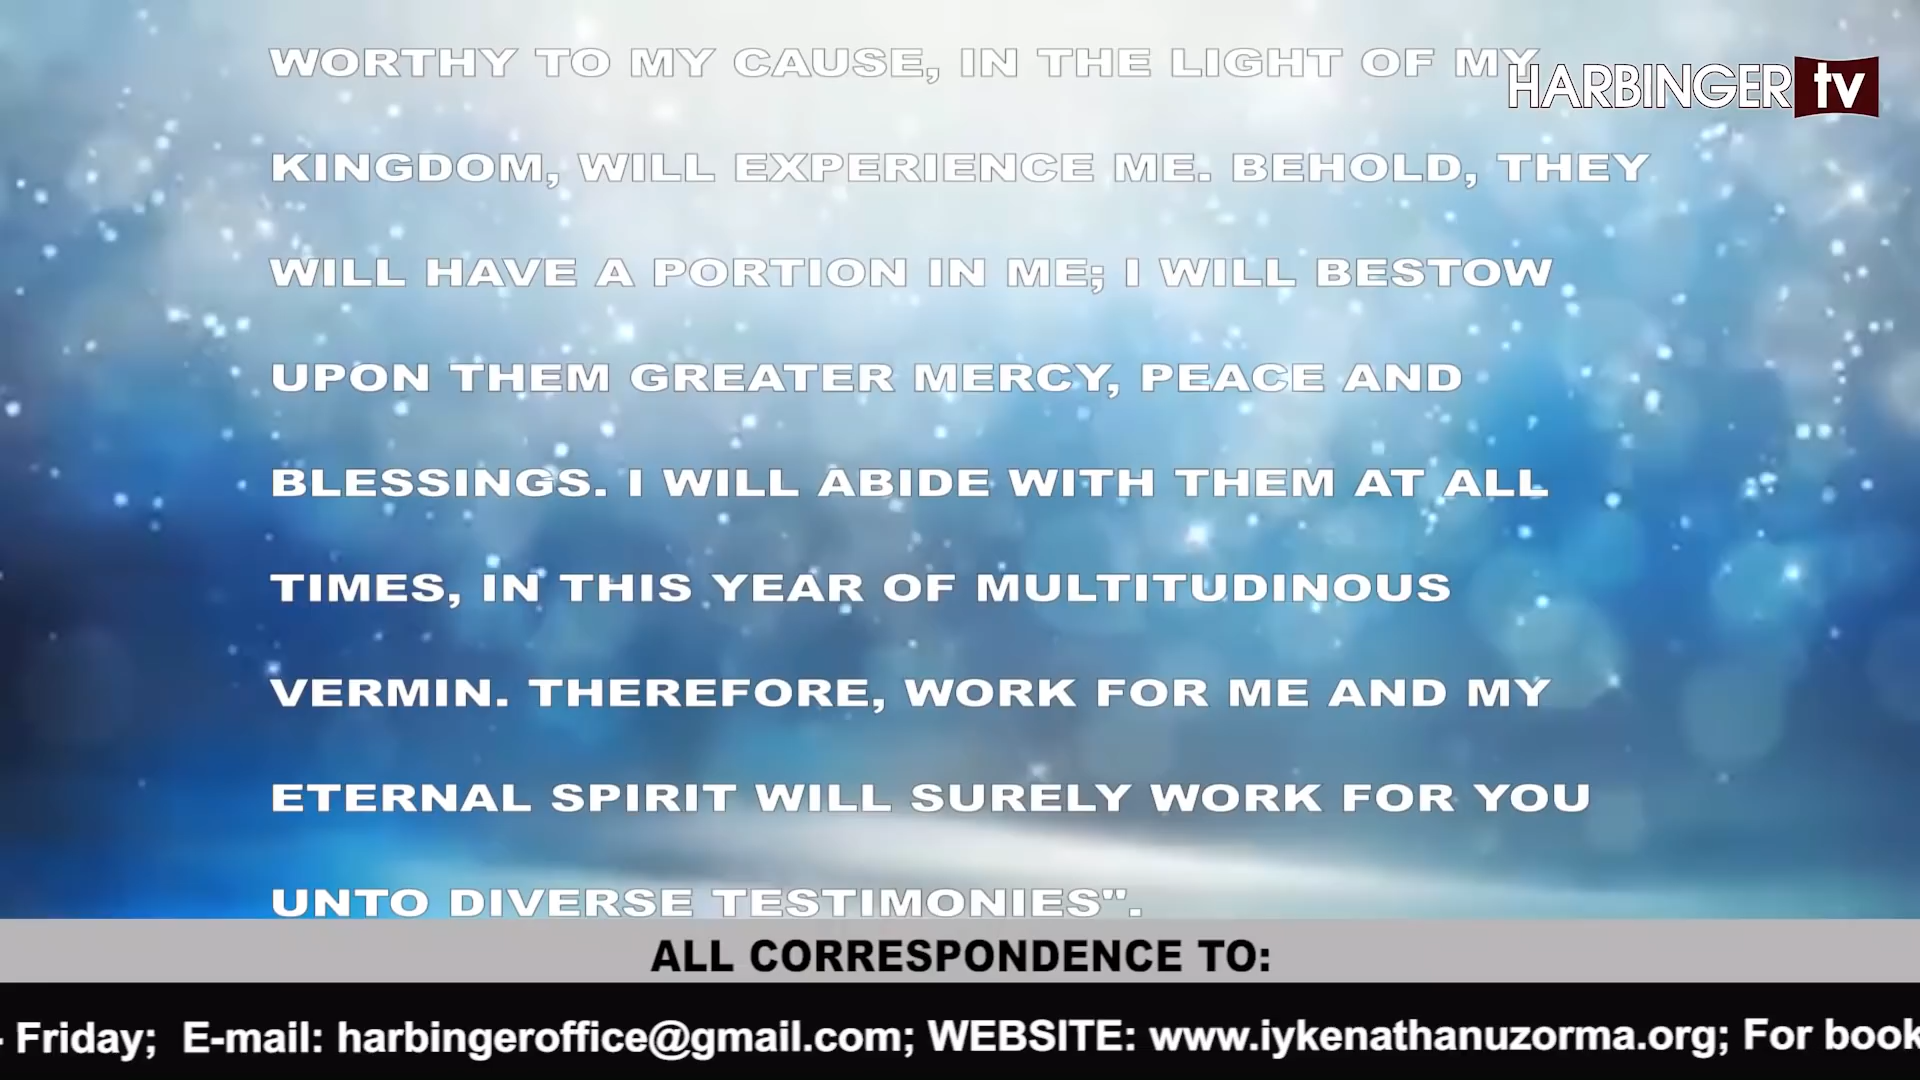 WORTHY TO MY CAUSE, IN THE LIGHT OF MY
HARBINGER tv
KINGDOM, WILL EXPERIENCE ME. BEHOLD, THEY
WILL HAVE A PORTION IN ME; I WILL BESTOW
UPON THEM GREATER MERCY, PEACE AND
BLESSINGS. I WILL ABIDE WITH THEM AT ALL
TIMES, IN THIS YEAR OF MULTITUDINOUS
VERMIN. THEREFORE, WORK FOR ME AND MY
ETERNAL SPIRIT WILL SURELY WORK FOR YOU
UNTO DIVERSE TESTIMONIES".
ALL CORRESPONDENCE TO:
- Friday; E-mail: harbingeroffice@gmail.com; WEBSITE: www.iykenathanuzorma.org; For book